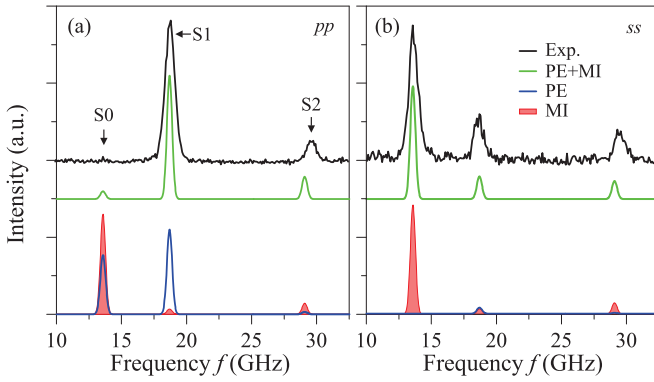 (a)
pp
S1
S0
S2
(b)
ss
Exp.
PE+MI
PE
MI
Intensity (a.u.)
10 15 20 25 30
10 15 20 25 30
Frequency f (GHz)
Frequency f (GHz)